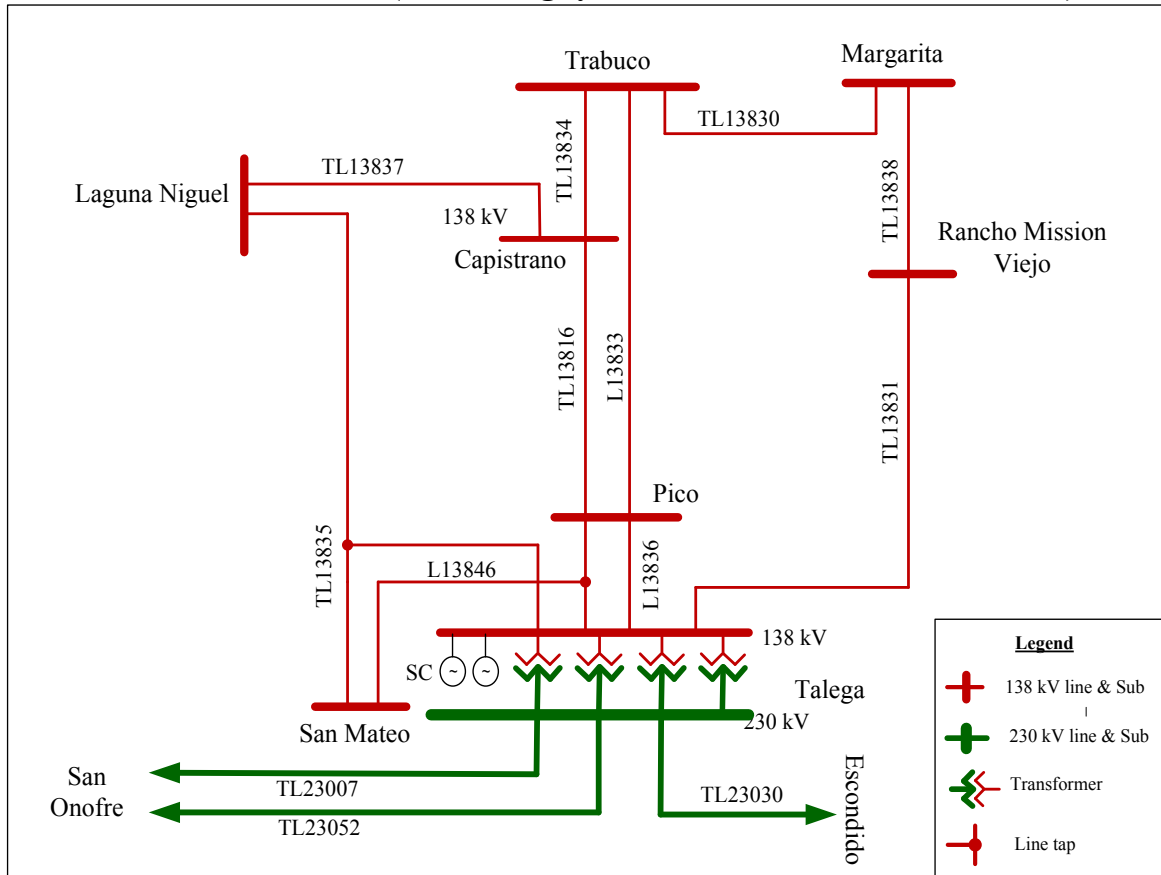 Trabuco
Margarita
TL13830
TL13834
TL13837
TL13838
Laguna Niguel
138 kV
Capistrano
Rancho Mission
Viejo
TL13816
L13833
TL13831
Pico
TL13835
L13846
L13836
138 kV
SC
~
~
Talega
230 kV
San Mateo
San
Onofre
TL23007
TL23052
TL23030
Escondido
Legend
138 kV line & Sub
230 kV line & Sub
Transformer
Line tap